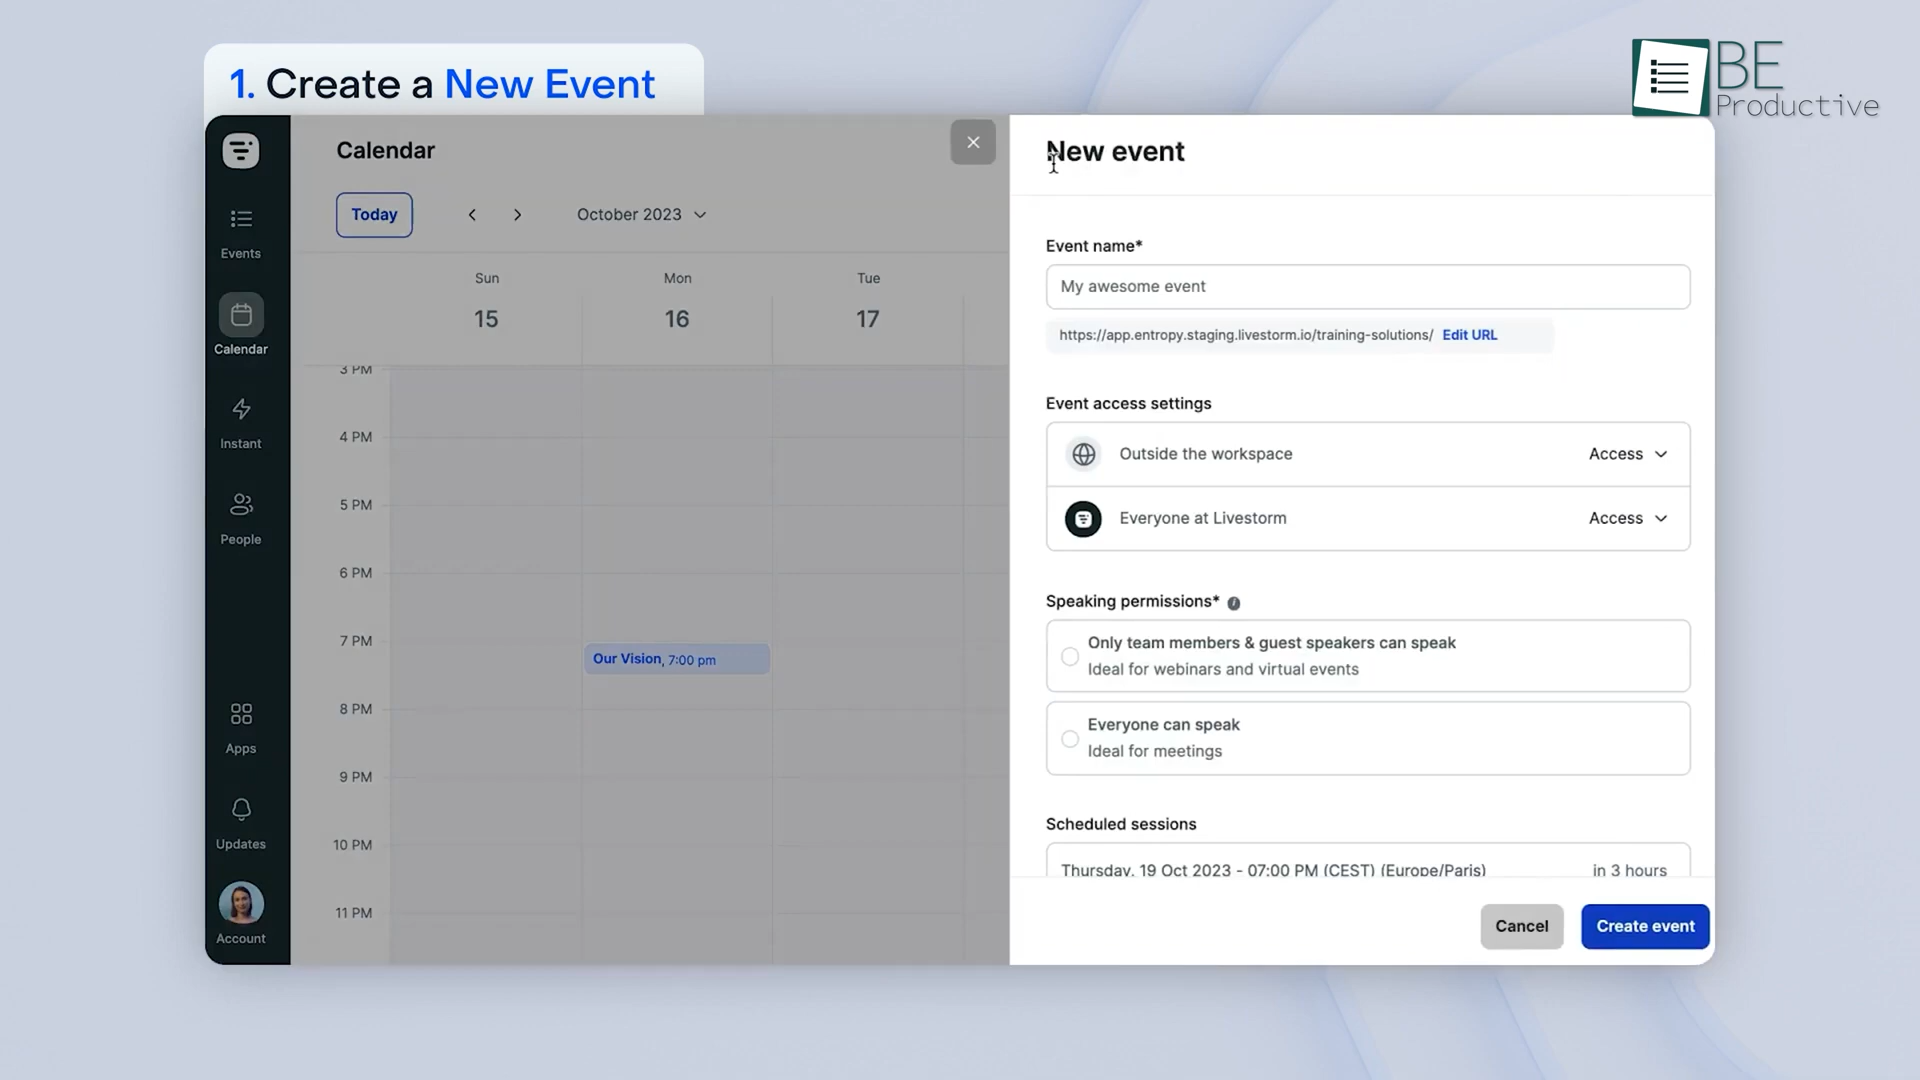 1. Create a New Event
BE
Productive
Calendar
Today
October 2023
Sun
Mon
Tue
15
16
17
3 PM
4 PM
5 PM
6 PM
7 PM
8 PM
9 PM
10 PM
11 PM
Our Vision, 7:00 pm
Events
Calendar
Instant
People
Apps
Updates
Account
New event
Event name*
My awesome event
https://app.entropy.staging.livestorm.io/training-solutions/ Edit URL
Event access settings
Outside the workspace Access
Everyone at Livestorm Access
Speaking permissions*
Only team members & guest speakers can speak
Ideal for webinars and virtual events
Everyone can speak
Ideal for meetings
Scheduled sessions
Thursday, 19 Oct 2023 - 07:00 PM (CEST) (Europe/Paris) in 3 hours
Cancel Create event